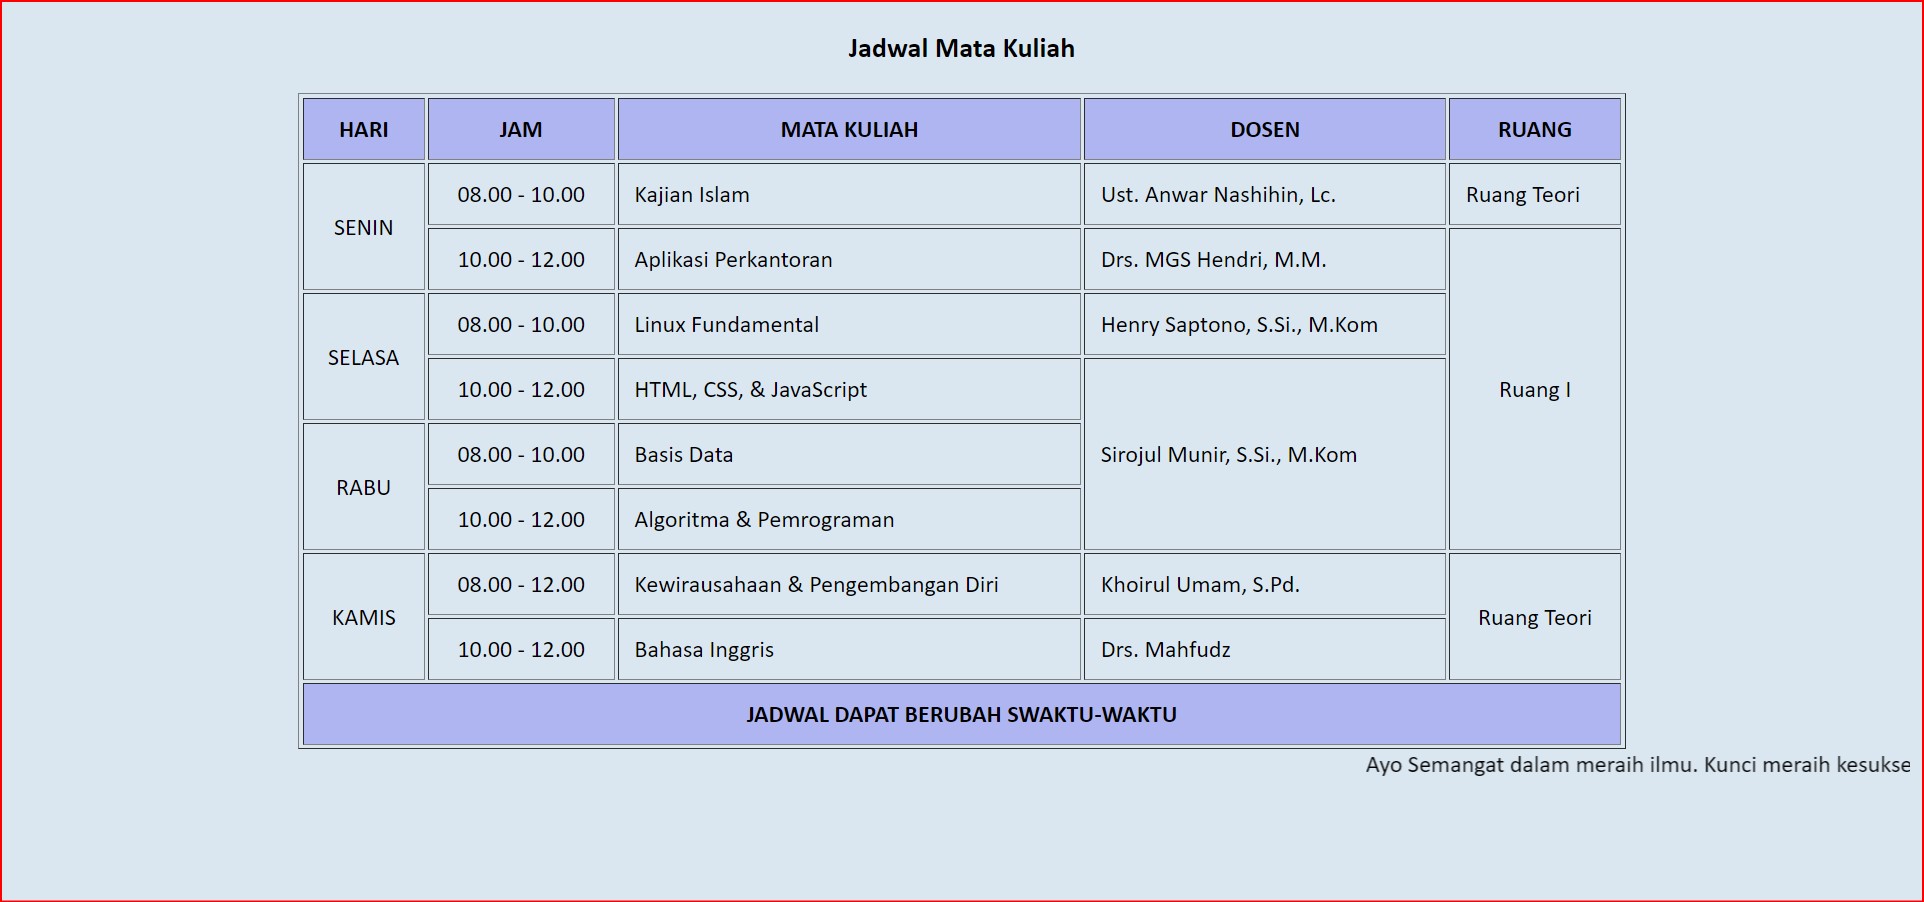 Jadwal Mata Kuliah
HARI JAM MATA KULIAH DOSEN RUANG
SENIN 08.00 - 10.00 Kajian Islam Ust. Anwar Nashihin, Lc. Ruang Teori
10.00 - 12.00 Aplikasi Perkantoran Drs. MGS Hendri, M.M. Ruang I
SELASA 08.00 - 10.00 Linux Fundamental Henry Saptono, S.Si., M.Kom
10.00 - 12.00 HTML, CSS, & JavaScript Sirojul Munir, S.Si., M.Kom
RABU 08.00 - 10.00 Basis Data
10.00 - 12.00 Algoritma & Pemrograman
KAMIS 08.00 - 12.00 Kewirausahaan & Pengembangan Diri Khoirul Umam, S.Pd. Ruang Teori
10.00 - 12.00 Bahasa Inggris Drs. Mahfudz
JADWAL DAPAT BERUBAH SWAKTU-WAKTU
Ayo Semangat dalam meraih ilmu. Kunci meraih kesukse